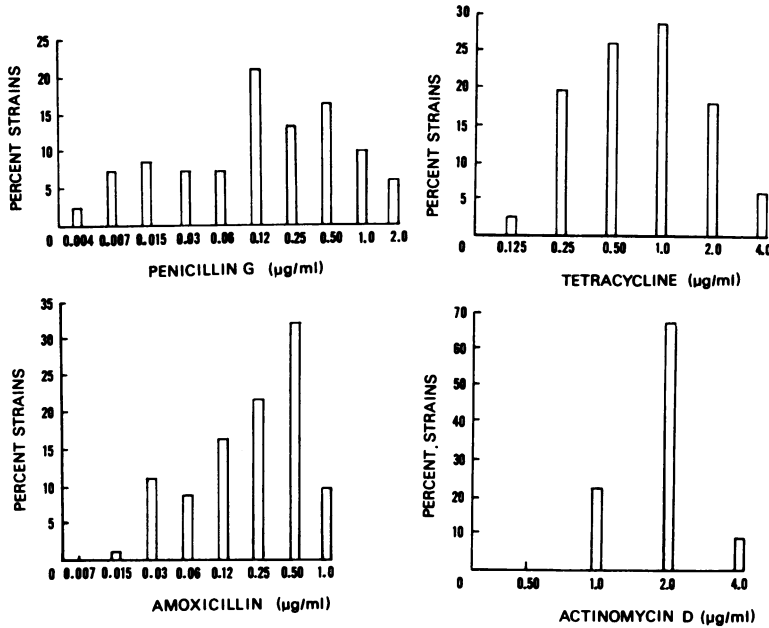 PERCENT STRAINS
25
20
15
10
5
0 0.004 0.007 0.015 0.03 0.06 0.12 0.25 0.50 1.0 2.0
PENICILLIN G (µg/ml)
PERCENT STRAINS
30
25
20
15
10
5
0 0.125 0.25 0.50 1.0 2.0 4.0
TETRACYCLINE (µg/ml)
PERCENT STRAINS
35
30
25
20
15
10
5
0 0.007 0.015 0.03 0.06 0.12 0.25 0.50 1.0
AMOXICILLIN (µg/ml)
PERCENT STRAINS
70
60
50
40
30
20
10
0 0.50 1.0 2.0 4.0
ACTINOMYCIN D (µg/ml)